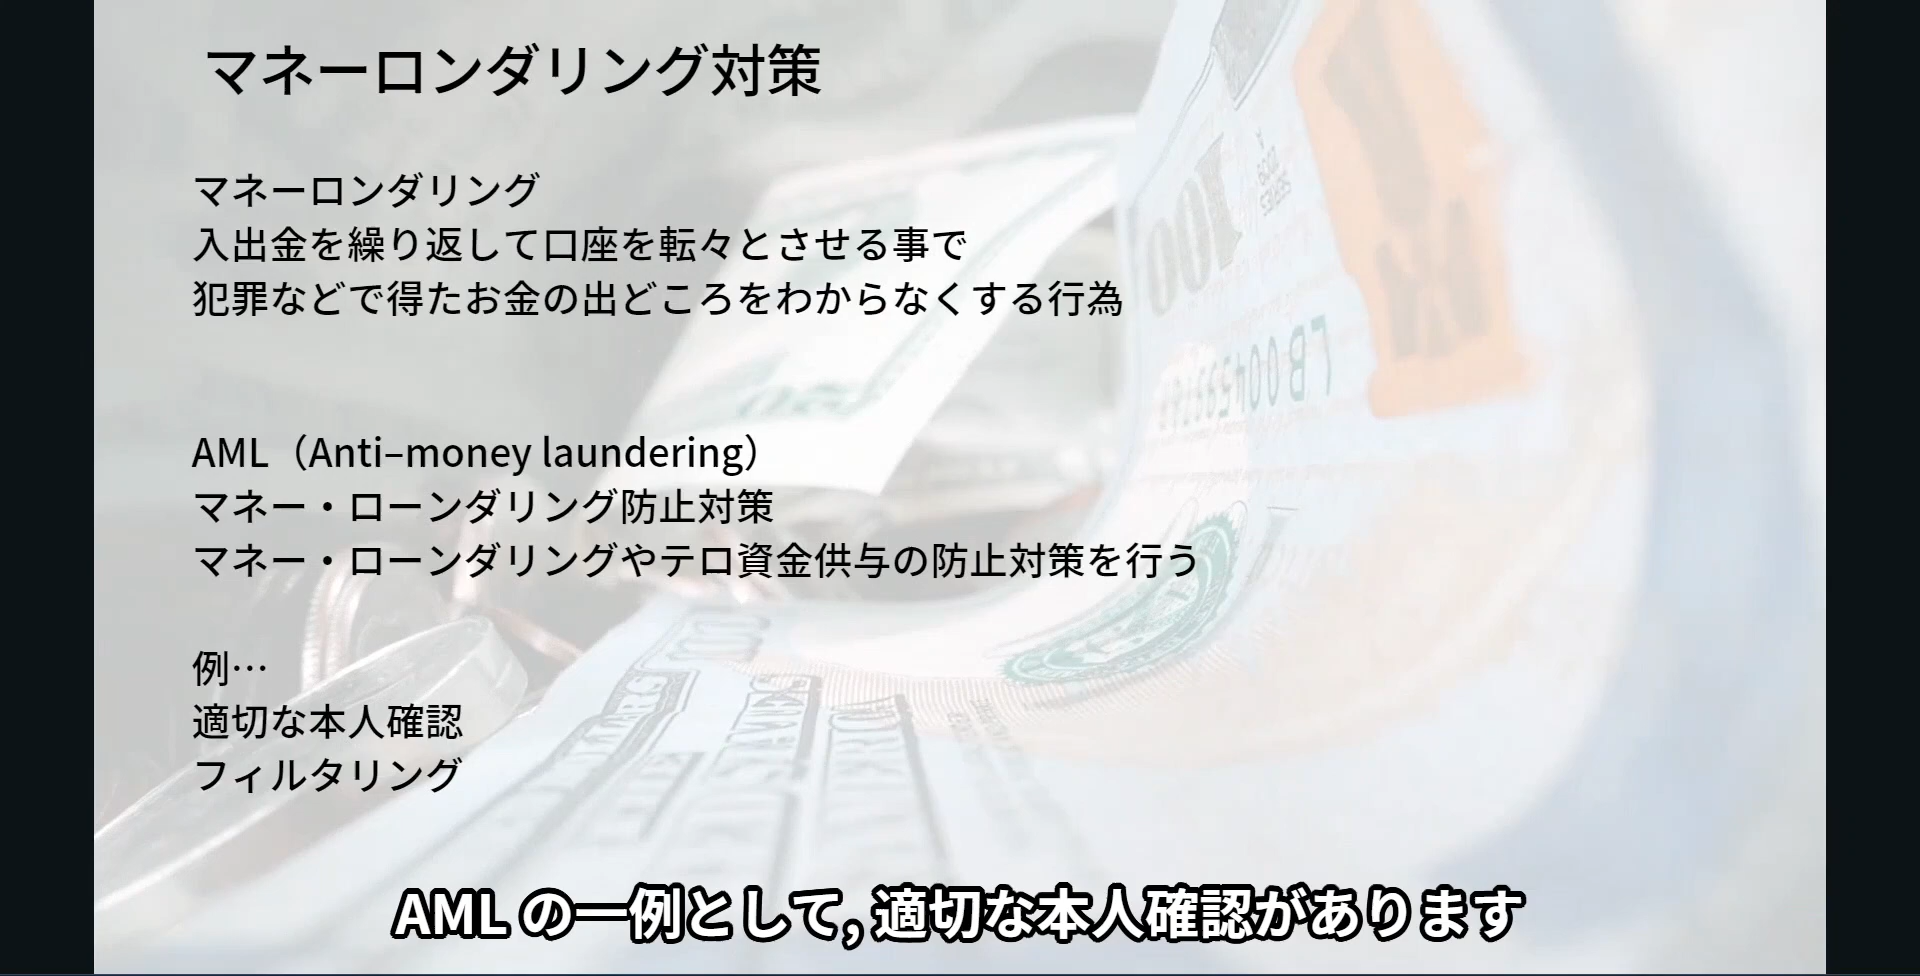 マネーロンダリング対策
マネーロンダリング
入出金を繰り返して口座を転々とさせる事で
犯罪などで得たお金の出どころをわからなくする行為
AML（Anti–money laundering）
マネー・ローンダリング防止対策
マネー・ローンダリングやテロ資金供与の防止対策を行う
例…
適切な本人確認
フィルタリング
AML の一例として, 適切な本人確認があります